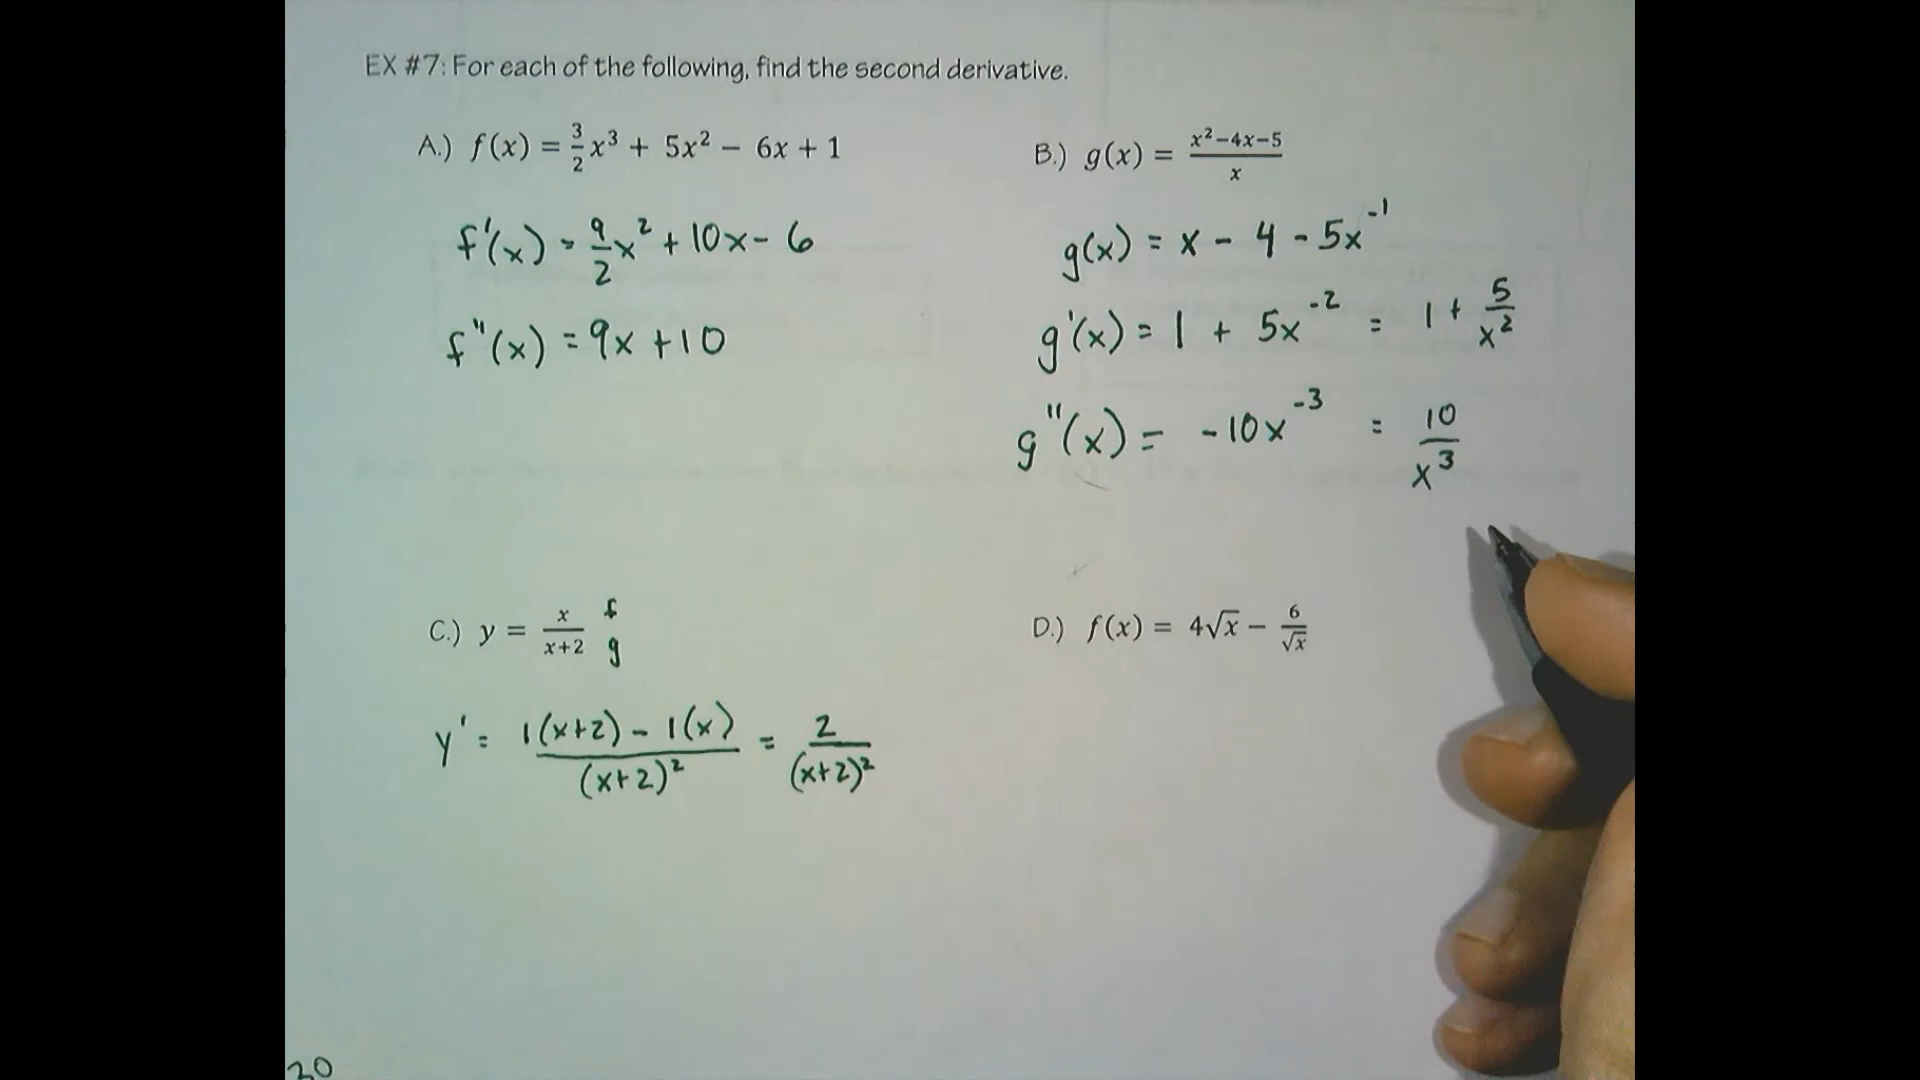 EX #7: For each of the following, find the second derivative.
A.) f(x) = 3/2 x³ + 5x² − 6x + 1
f'(x) = 9/2 x² + 10x - 6
f"(x) = 9x + 10
B.) g(x) = (x²−4x−5)/x
g(x) = x - 4 - 5x⁻¹
g'(x) = 1 + 5x⁻² = 1 + 5/x²
g"(x) = -10x⁻³ = 10/x³
C.) y = x/(x+2) f g
y' = (1(x+2) - 1(x))/(x+2)² = 2/(x+2)²
D.) f(x) = 4√x − 6/√x
20